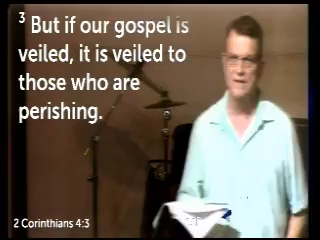 ³ But if our gospel is
veiled, it is veiled to
those who are
perishing.
2 Corinthians 4:3